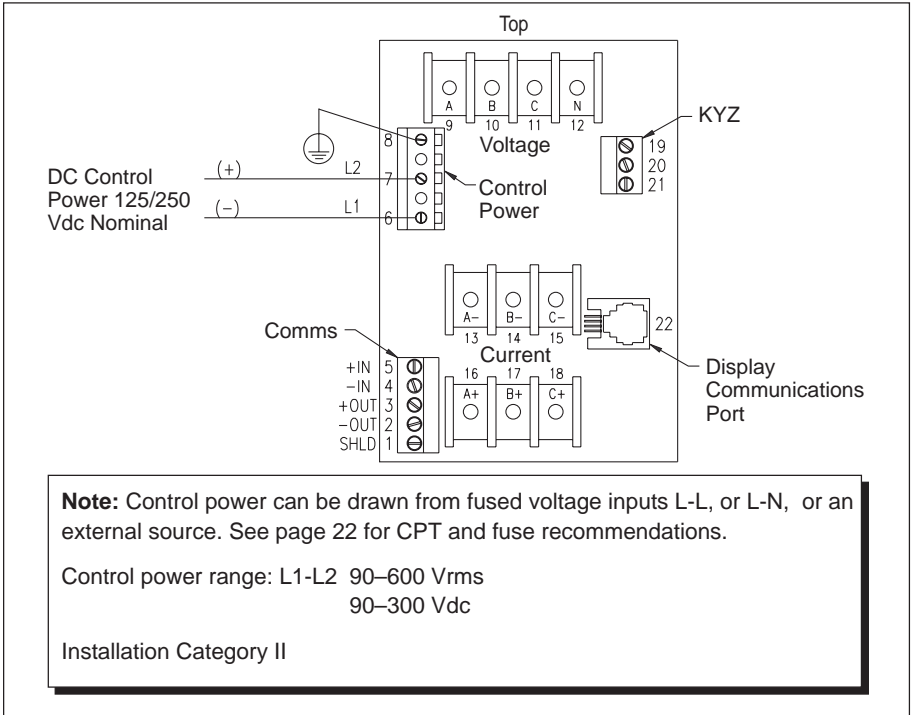 Top
A B C N
9 10 11 12
Voltage
KYZ
19
20
21
8
7
6
DC Control
Power 125/250
Vdc Nominal
(+) L2
(−) L1
Control
Power
A− B− C−
13 14 15
Current
16 17 18
A+ B+ C+
22
Display
Communications
Port
Comms
+IN 5
−IN 4
+OUT 3
−OUT 2
SHLD 1
Note: Control power can be drawn from fused voltage inputs L-L, or L-N, or an
external source. See page 22 for CPT and fuse recommendations.
Control power range: L1-L2 90–600 Vrms
90–300 Vdc
Installation Category II